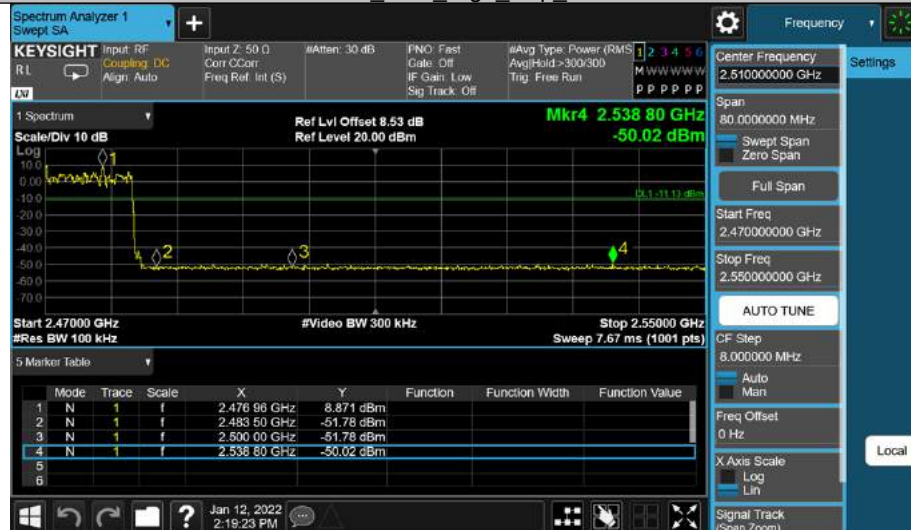 Spectrum Analyzer 1
Swept SA
+
Frequency
KEYSIGHT
RL
LXI
Input: RF
Coupling: DC
Align: Auto
Input Z: 50 Ω
Corr CCorr
Freq Ref: Int (S)
#Atten: 30 dB
PNO: Fast
Gate: Off
IF Gain: Low
Sig Track: Off
#Avg Type: Power (RMS
Avg|Hold:>300/300
Trig: Free Run
1 2 3 4 5 6
M W W W W W
P P P P P P
1 Spectrum
Scale/Div 10 dB
Ref Lvl Offset 8.53 dB
Ref Level 20.00 dBm
Mkr4 2.538 80 GHz
-50.02 dBm
Log
10.0
0.00
-10.0
-20.0
-30.0
-40.0
-50.0
-60.0
-70.0
1
2
3
4
DL1 -11.13 dBm
Start 2.47000 GHz
#Res BW 100 kHz
#Video BW 300 kHz
Stop 2.55000 GHz
Sweep 7.67 ms (1001 pts)
5 Marker Table
Mode Trace Scale X Y Function Function Width Function Value
1 N 1 f 2.476 96 GHz 8.871 dBm
2 N 1 f 2.483 50 GHz -51.78 dBm
3 N 1 f 2.500 00 GHz -51.78 dBm
4 N 1 f 2.538 80 GHz -50.02 dBm
5
6
Center Frequency
2.510000000 GHz
Settings
Span
80.0000000 MHz
Swept Span
Zero Span
Full Span
Start Freq
2.470000000 GHz
Stop Freq
2.550000000 GHz
AUTO TUNE
CF Step
8.000000 MHz
Auto
Man
Freq Offset
0 Hz
Local
X Axis Scale
Log
Lin
Signal Track
(Span Zoom)
?
Jan 12, 2022
2:19:23 PM